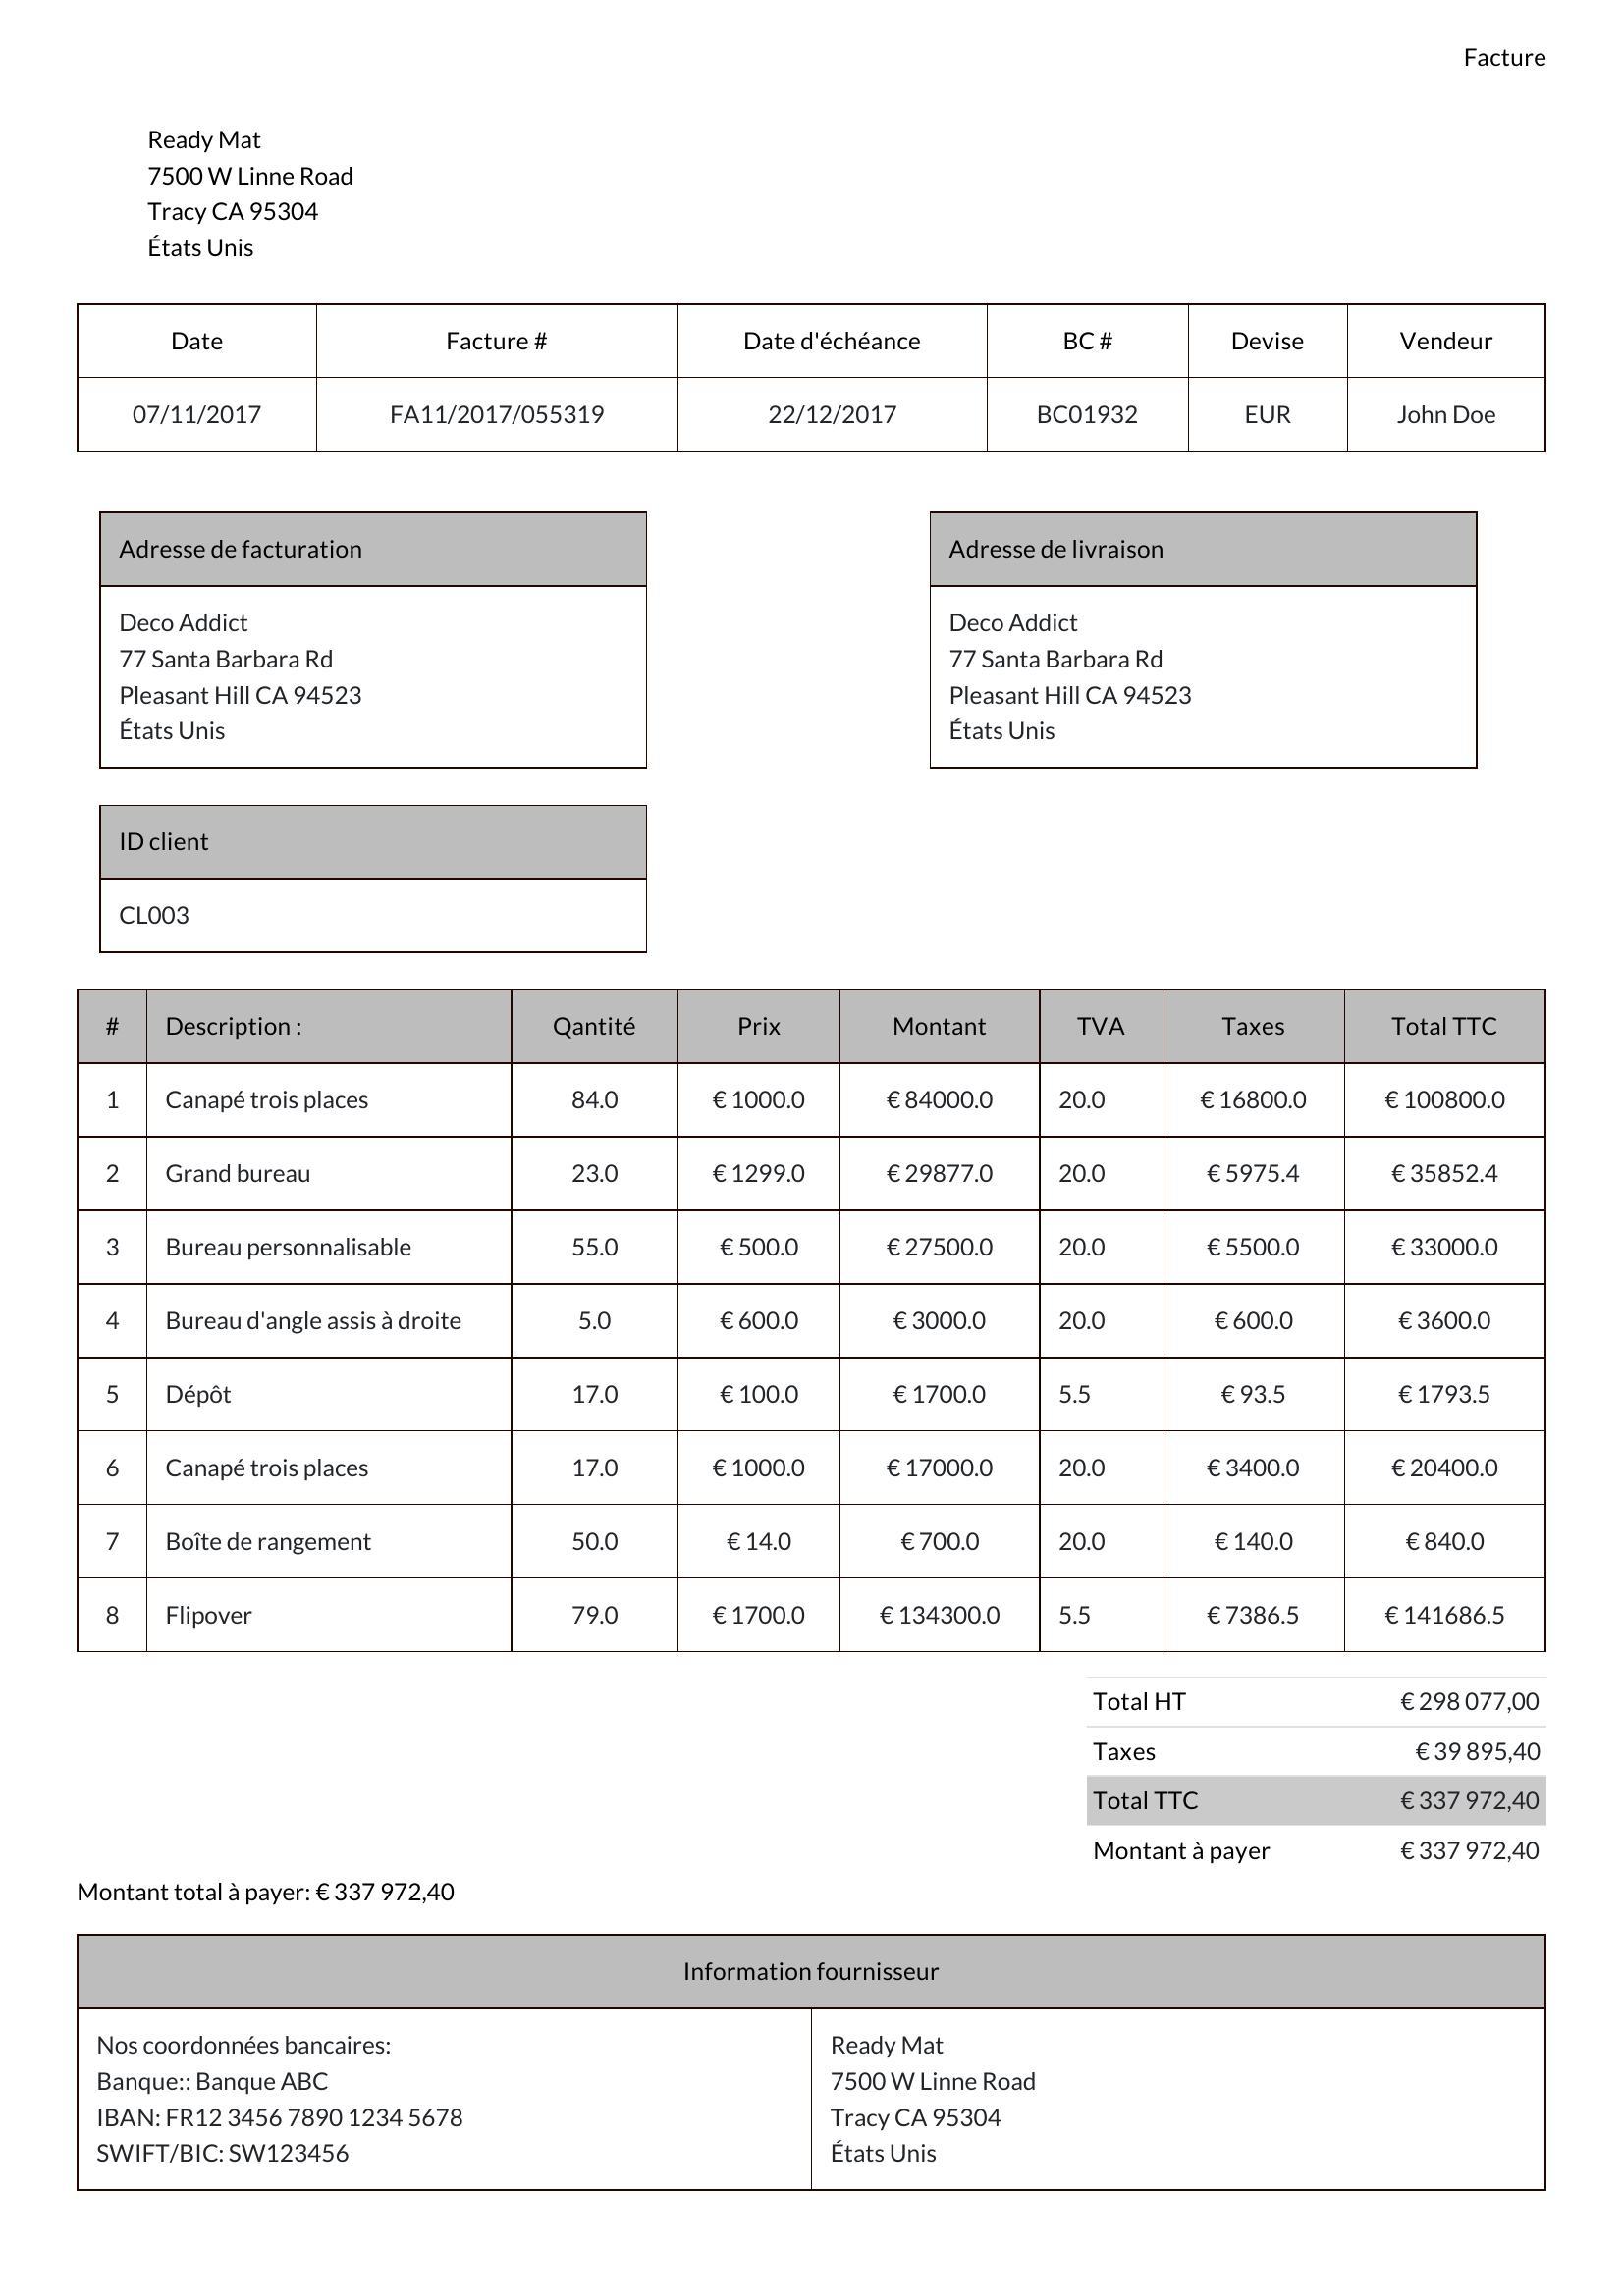 Facture
Ready Mat
7500 W Linne Road
Tracy CA 95304
États Unis
Date Facture # Date d'échéance BC # Devise Vendeur
07/11/2017 FA11/2017/055319 22/12/2017 BC01932 EUR John Doe
Adresse de facturation
Deco Addict
77 Santa Barbara Rd
Pleasant Hill CA 94523
États Unis
Adresse de livraison
Deco Addict
77 Santa Barbara Rd
Pleasant Hill CA 94523
États Unis
ID client
CL003
# Description : Qantité Prix Montant TVA Taxes Total TTC
1 Canapé trois places 84.0 € 1000.0 € 84000.0 20.0 € 16800.0 € 100800.0
2 Grand bureau 23.0 € 1299.0 € 29877.0 20.0 € 5975.4 € 35852.4
3 Bureau personnalisable 55.0 € 500.0 € 27500.0 20.0 € 5500.0 € 33000.0
4 Bureau d'angle assis à droite 5.0 € 600.0 € 3000.0 20.0 € 600.0 € 3600.0
5 Dépôt 17.0 € 100.0 € 1700.0 5.5 € 93.5 € 1793.5
6 Canapé trois places 17.0 € 1000.0 € 17000.0 20.0 € 3400.0 € 20400.0
7 Boîte de rangement 50.0 € 14.0 € 700.0 20.0 € 140.0 € 840.0
8 Flipover 79.0 € 1700.0 € 134300.0 5.5 € 7386.5 € 141686.5
Total HT € 298 077,00
Taxes € 39 895,40
Total TTC € 337 972,40
Montant à payer € 337 972,40
Montant total à payer: € 337 972,40
Information fournisseur
Nos coordonnées bancaires:
Banque:: Banque ABC
IBAN: FR12 3456 7890 1234 5678
SWIFT/BIC: SW123456
Ready Mat
7500 W Linne Road
Tracy CA 95304
États Unis